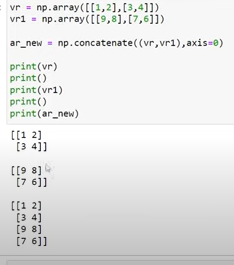 vr = np.array([[1,2],[3,4]])
vr1 = np.array([[9,8],[7,6]])
ar_new = np.concatenate((vr,vr1),axis=0)
print(vr)
print()
print(vr1)
print()
print(ar_new)
[[1 2]
 [3 4]]
[[9 8]
 [7 6]]
[[1 2]
 [3 4]
 [9 8]
 [7 6]]